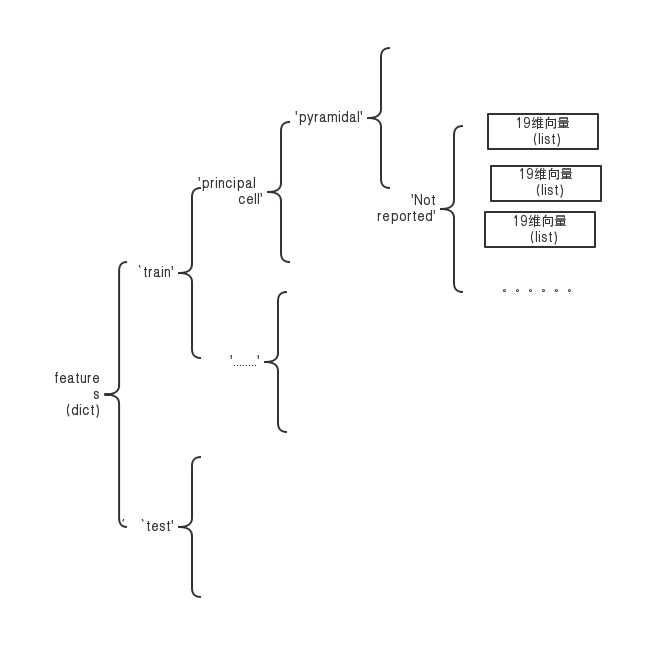 'pyramidal'
19维向量
(list)
19维向量
(list)
'principal
cell'
'Not
reported'
19维向量
(list)
`train'
。。。。。。
'........'
feature
s
(dict)
`test'